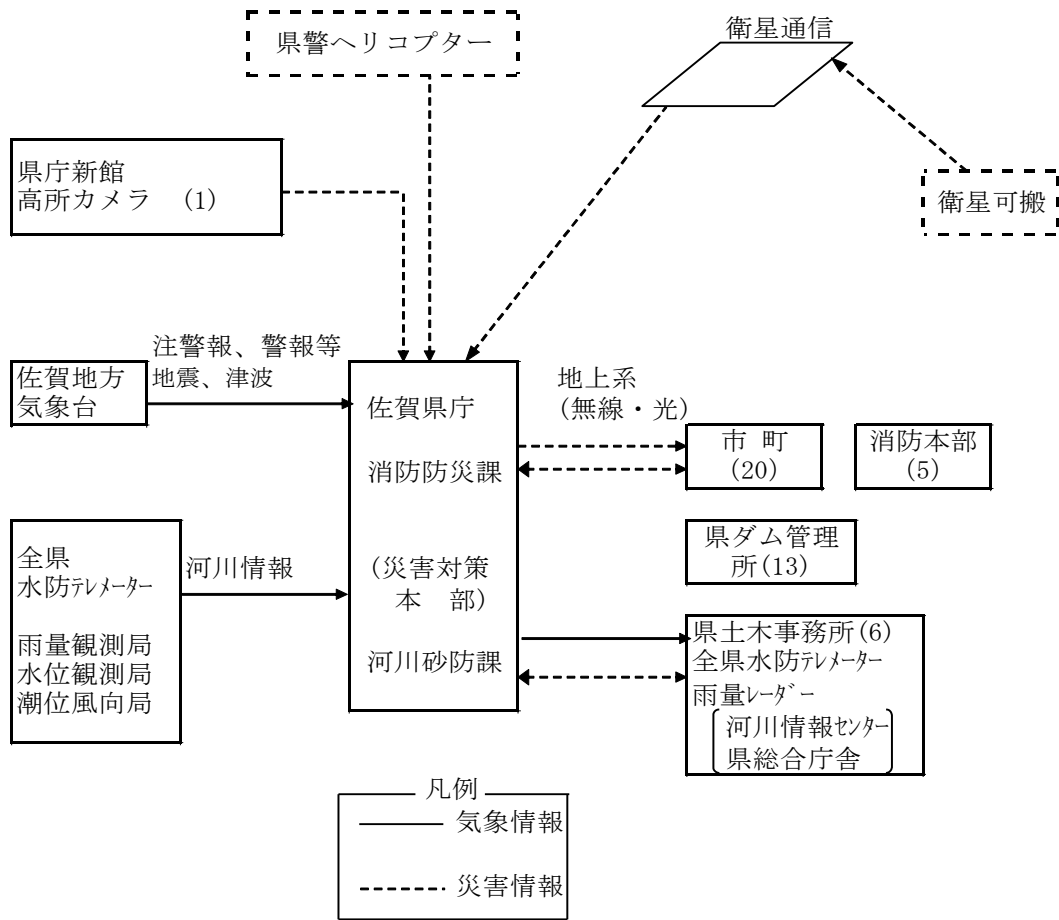 衛星通信
県警ヘリコプター
県庁新館
高所カメラ (1)
衛星可搬
注警報、警報等
地震、津波
佐賀地方
気象台
佐賀県庁
消防防災課
(災害対策
本 部)
河川砂防課
地上系
(無線・光)
市 町
(20)
消防本部
(5)
県ダム管理
所(13)
全県
水防テレメーター
雨量観測局
水位観測局
潮位風向局
河川情報
県土木事務所(6)
全県水防テレメーター
雨量レーダー
河川情報センター
県総合庁舎
凡例
気象情報
災害情報